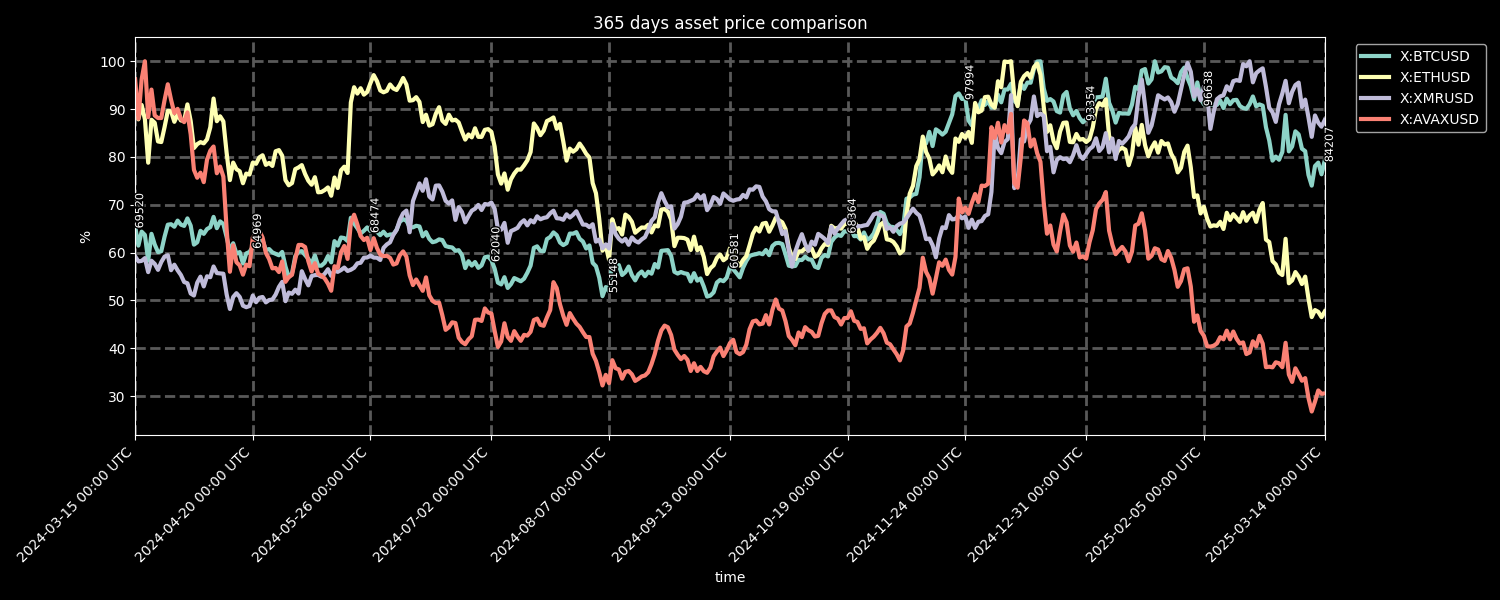 365 days asset price comparison
100
90
80
70
60
50
40
30
%
69520
64969
68474
62040
55148
60581
68364
97994
93354
96638
84207
2024-03-15 00:00 UTC
2024-04-20 00:00 UTC
2024-05-26 00:00 UTC
2024-07-02 00:00 UTC
2024-08-07 00:00 UTC
2024-09-13 00:00 UTC
2024-10-19 00:00 UTC
2024-11-24 00:00 UTC
2024-12-31 00:00 UTC
2025-02-05 00:00 UTC
2025-03-14 00:00 UTC
time
X:BTCUSD
X:ETHUSD
X:XMRUSD
X:AVAXUSD